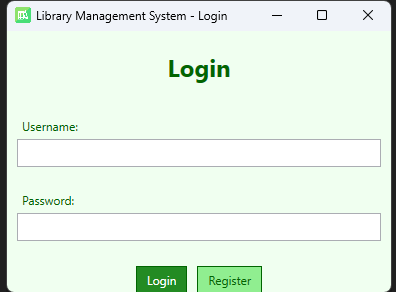 Library Management System - Login
Login
Username:
Password:
Login Register